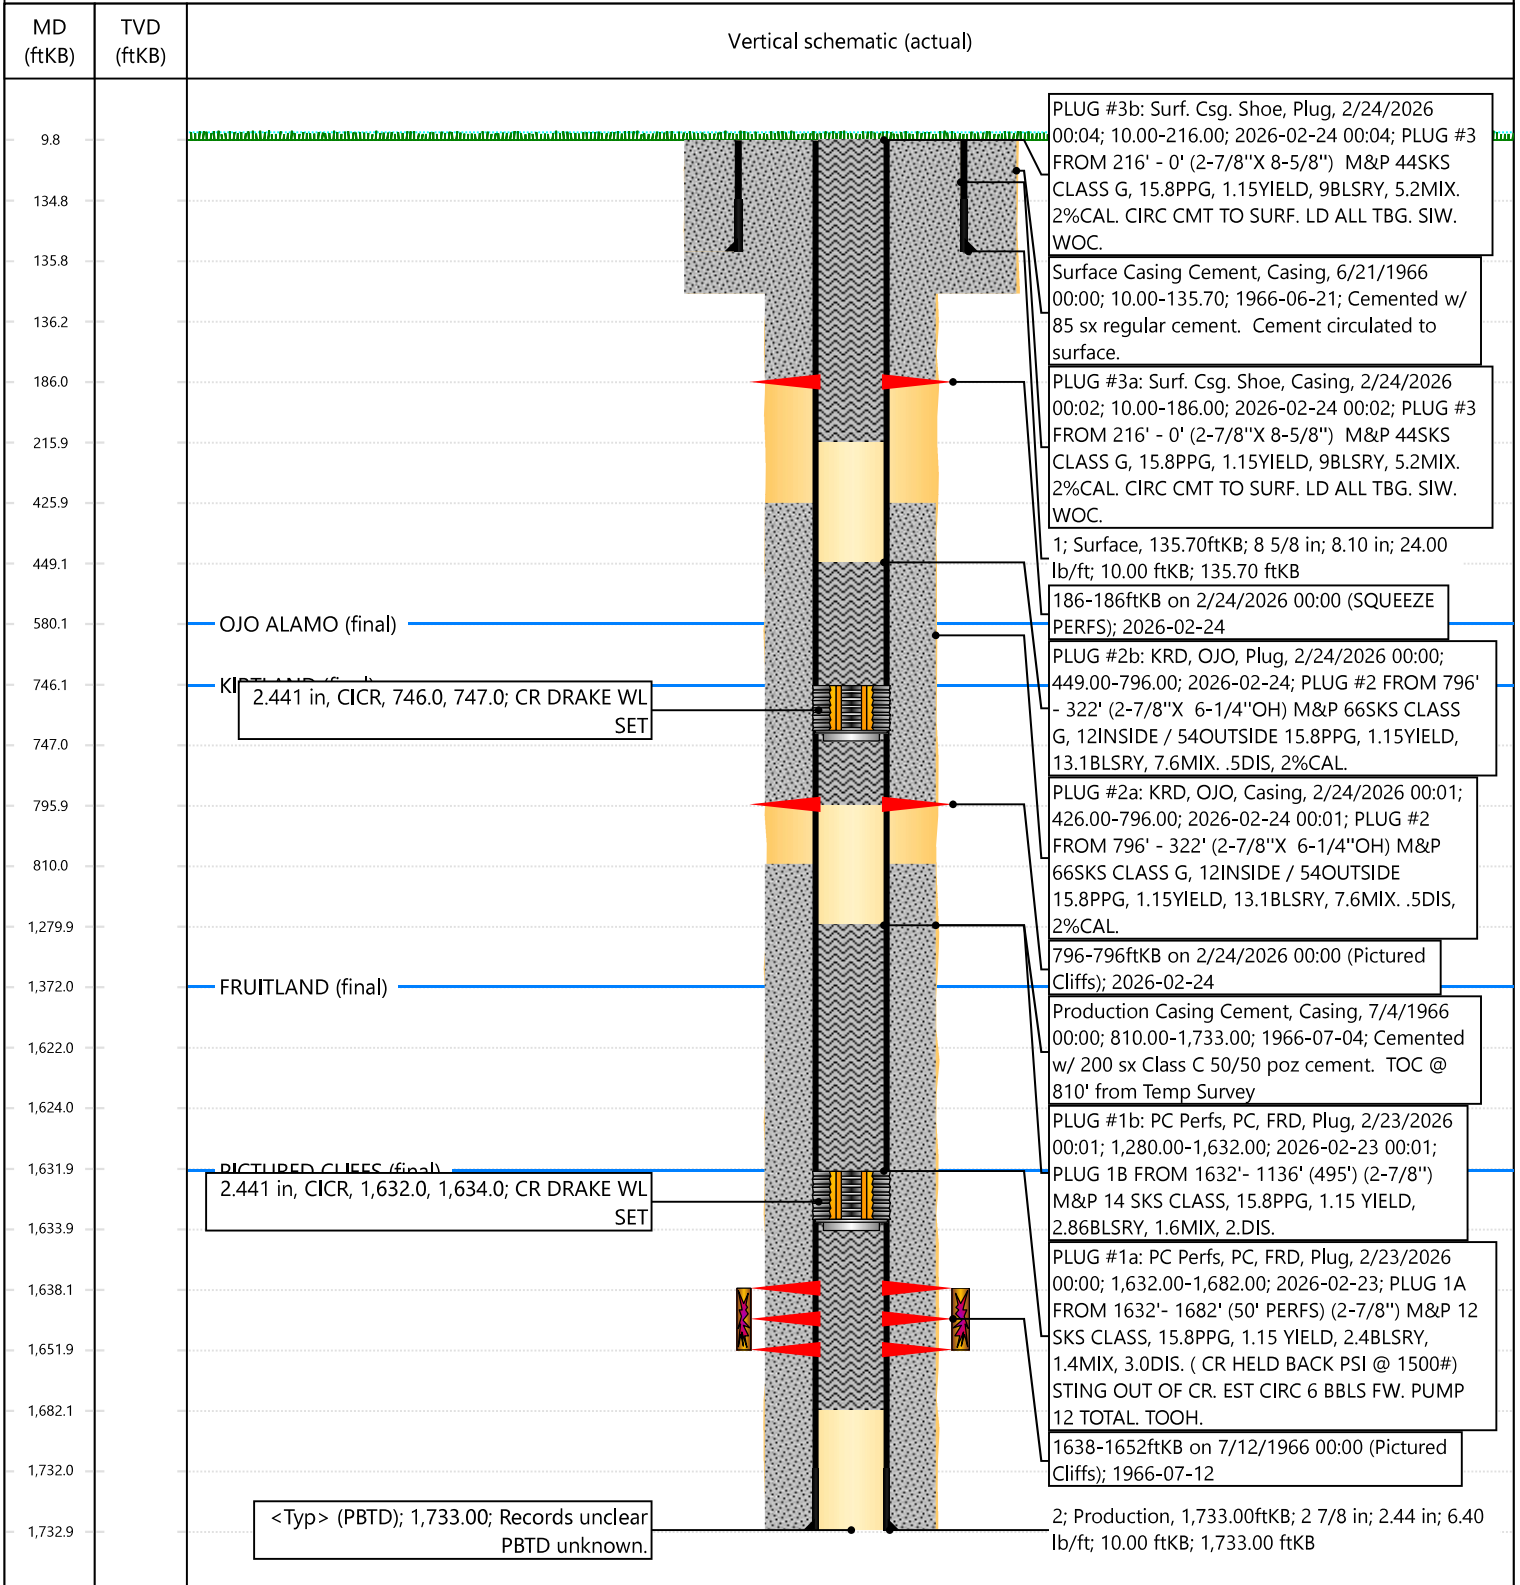 MD
(ftKB)
TVD
(ftKB)
Vertical schematic (actual)
9.8
134.8
135.8
136.2
186.0
215.9
425.9
449.1
580.1
746.1
747.0
795.9
810.0
1,279.9
1,372.0
1,622.0
1,624.0
1,631.9
1,633.9
1,638.1
1,651.9
1,682.1
1,732.0
1,732.9
OJO ALAMO (final)
KIRTLAND (final)
2.441 in, CICR, 746.0, 747.0; CR DRAKE WL
SET
FRUITLAND (final)
PICTURED CLIFFS (final)
2.441 in, CICR, 1,632.0, 1,634.0; CR DRAKE WL
SET
<Typ> (PBTD); 1,733.00; Records unclear
PBTD unknown.
PLUG #3b: Surf. Csg. Shoe, Plug, 2/24/2026
00:04; 10.00-216.00; 2026-02-24 00:04; PLUG #3
FROM 216' - 0' (2-7/8''X 8-5/8'')  M&P 44SKS
CLASS G, 15.8PPG, 1.15YIELD, 9BLSRY, 5.2MIX.
2%CAL. CIRC CMT TO SURF. LD ALL TBG. SIW.
WOC.
Surface Casing Cement, Casing, 6/21/1966
00:00; 10.00-135.70; 1966-06-21; Cemented w/
85 sx regular cement.  Cement circulated to
surface.
PLUG #3a: Surf. Csg. Shoe, Casing, 2/24/2026
00:02; 10.00-186.00; 2026-02-24 00:02; PLUG #3
FROM 216' - 0' (2-7/8''X 8-5/8'')  M&P 44SKS
CLASS G, 15.8PPG, 1.15YIELD, 9BLSRY, 5.2MIX.
2%CAL. CIRC CMT TO SURF. LD ALL TBG. SIW.
WOC.
1; Surface, 135.70ftKB; 8 5/8 in; 8.10 in; 24.00
lb/ft; 10.00 ftKB; 135.70 ftKB
186-186ftKB on 2/24/2026 00:00 (SQUEEZE
PERFS); 2026-02-24
PLUG #2b: KRD, OJO, Plug, 2/24/2026 00:00;
449.00-796.00; 2026-02-24; PLUG #2 FROM 796'
- 322' (2-7/8''X  6-1/4''OH) M&P 66SKS CLASS
G, 12INSIDE / 54OUTSIDE 15.8PPG, 1.15YIELD,
13.1BLSRY, 7.6MIX. .5DIS, 2%CAL.
PLUG #2a: KRD, OJO, Casing, 2/24/2026 00:01;
426.00-796.00; 2026-02-24 00:01; PLUG #2
FROM 796' - 322' (2-7/8''X  6-1/4''OH) M&P
66SKS CLASS G, 12INSIDE / 54OUTSIDE
15.8PPG, 1.15YIELD, 13.1BLSRY, 7.6MIX. .5DIS,
2%CAL.
796-796ftKB on 2/24/2026 00:00 (Pictured
Cliffs); 2026-02-24
Production Casing Cement, Casing, 7/4/1966
00:00; 810.00-1,733.00; 1966-07-04; Cemented
w/ 200 sx Class C 50/50 poz cement.  TOC @
810' from Temp Survey
PLUG #1b: PC Perfs, PC, FRD, Plug, 2/23/2026
00:01; 1,280.00-1,632.00; 2026-02-23 00:01;
PLUG 1B FROM 1632'- 1136' (495') (2-7/8'')
M&P 14 SKS CLASS, 15.8PPG, 1.15 YIELD,
2.86BLSRY, 1.6MIX, 2.DIS.
PLUG #1a: PC Perfs, PC, FRD, Plug, 2/23/2026
00:00; 1,632.00-1,682.00; 2026-02-23; PLUG 1A
FROM 1632'- 1682' (50' PERFS) (2-7/8'') M&P 12
SKS CLASS, 15.8PPG, 1.15 YIELD, 2.4BLSRY,
1.4MIX, 3.0DIS. ( CR HELD BACK PSI @ 1500#)
STING OUT OF CR. EST CIRC 6 BBLS FW. PUMP
12 TOTAL. TOOH.
1638-1652ftKB on 7/12/1966 00:00 (Pictured
Cliffs); 1966-07-12
2; Production, 1,733.00ftKB; 2 7/8 in; 2.44 in; 6.40
lb/ft; 10.00 ftKB; 1,733.00 ftKB